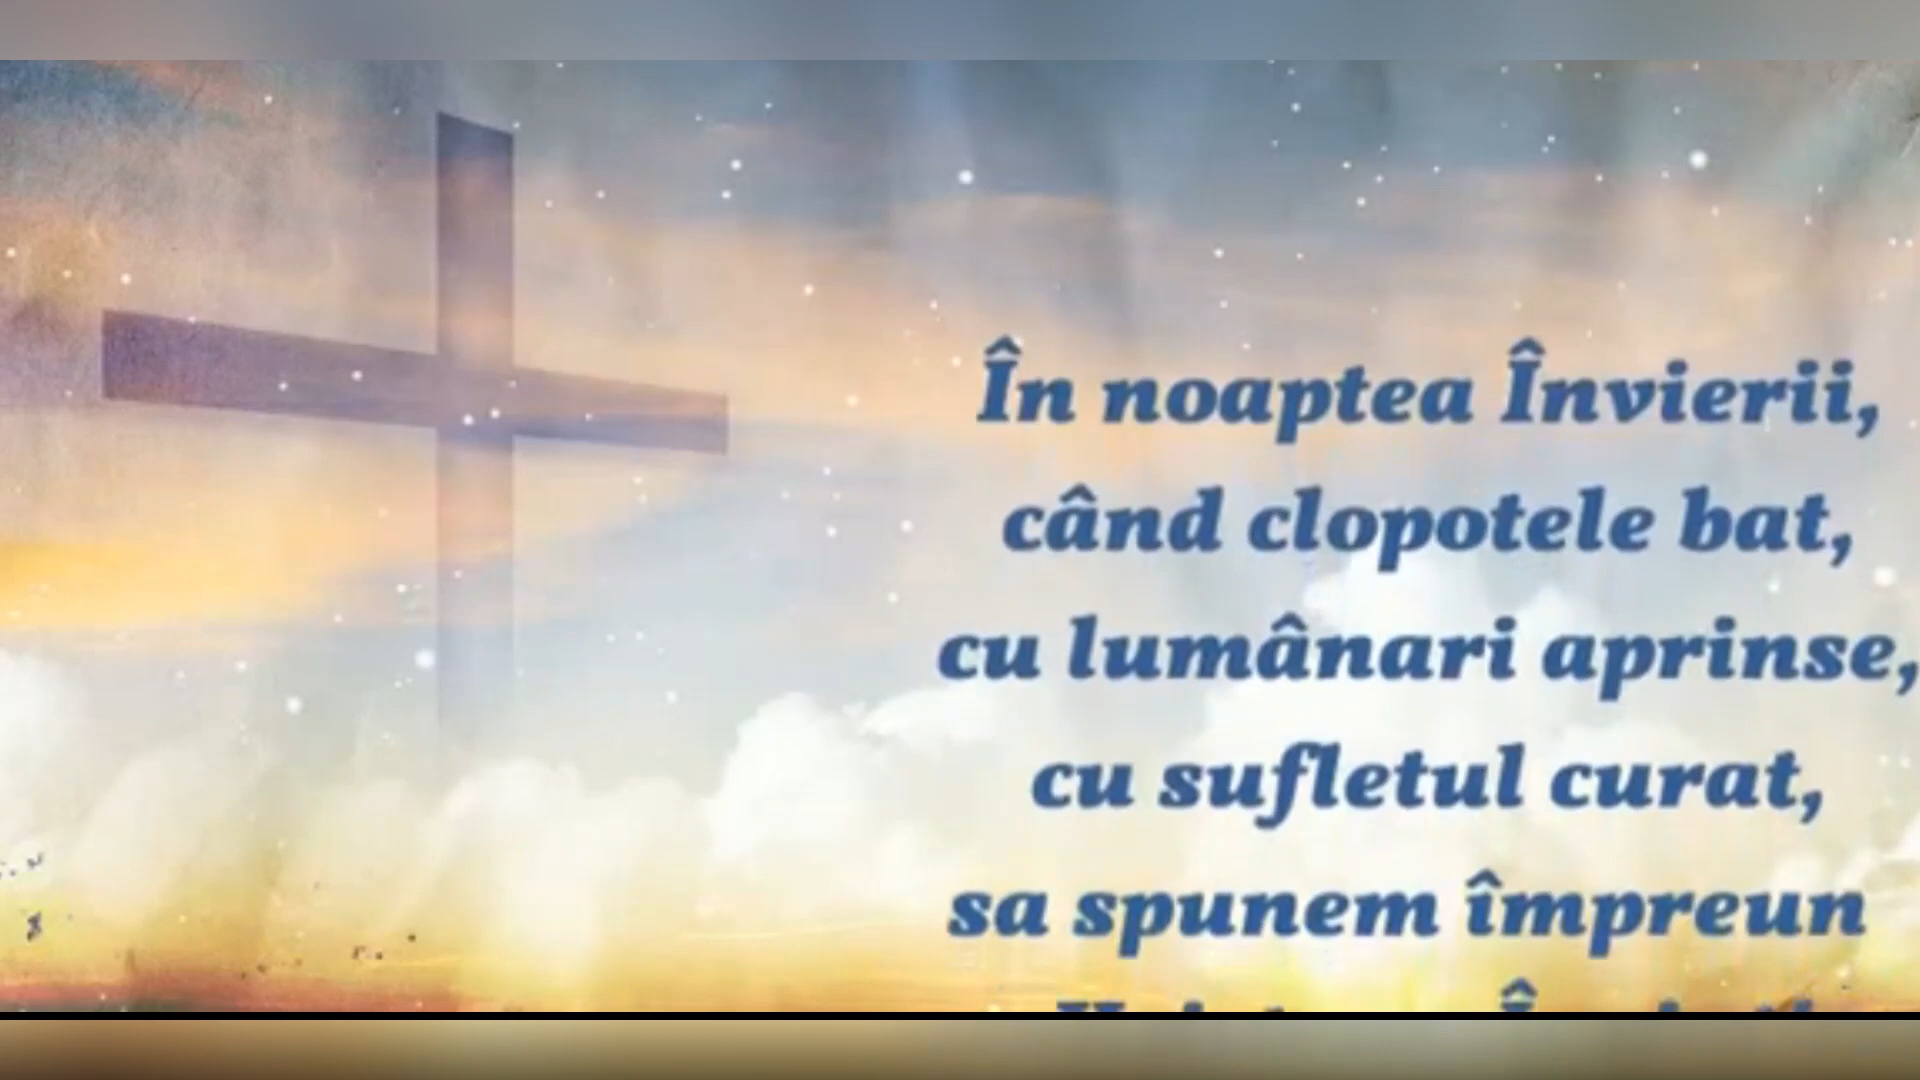 În noaptea Învierii,
când clopotele bat,
cu lumânari aprinse,
cu sufletul curat,
sa spunem împreun